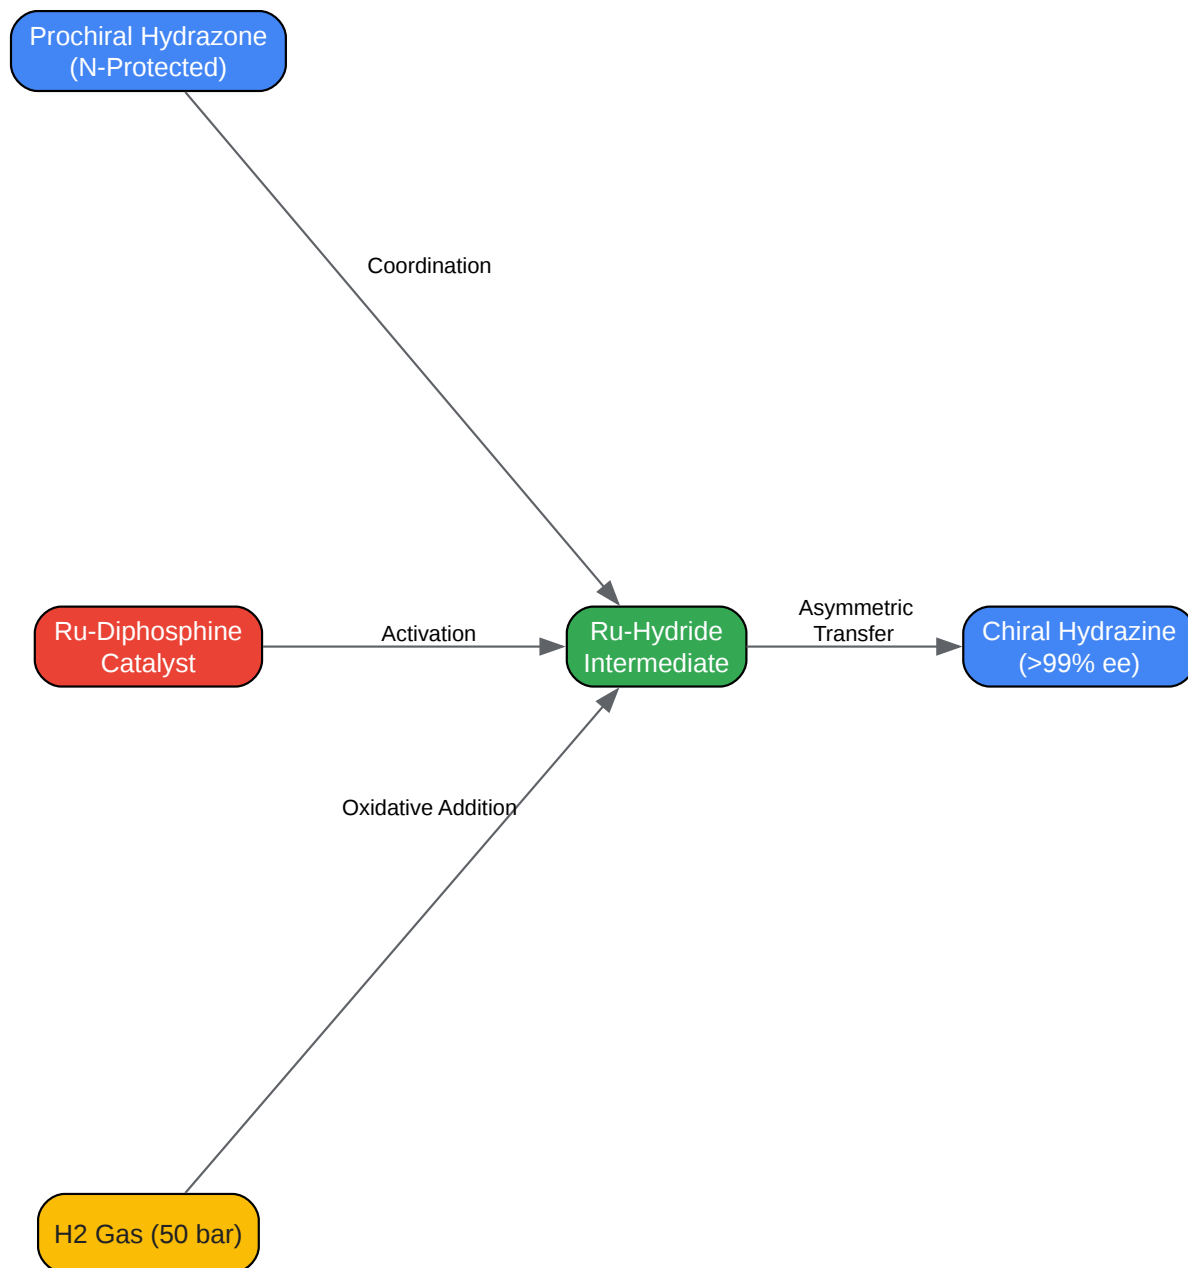 Prochiral Hydrazone
(N-Protected)
Coordination
Ru-Diphosphine
Catalyst
Activation
Ru-Hydride
Intermediate
Asymmetric
Transfer
Chiral Hydrazine
(>99% ee)
Oxidative Addition
H2 Gas (50 bar)